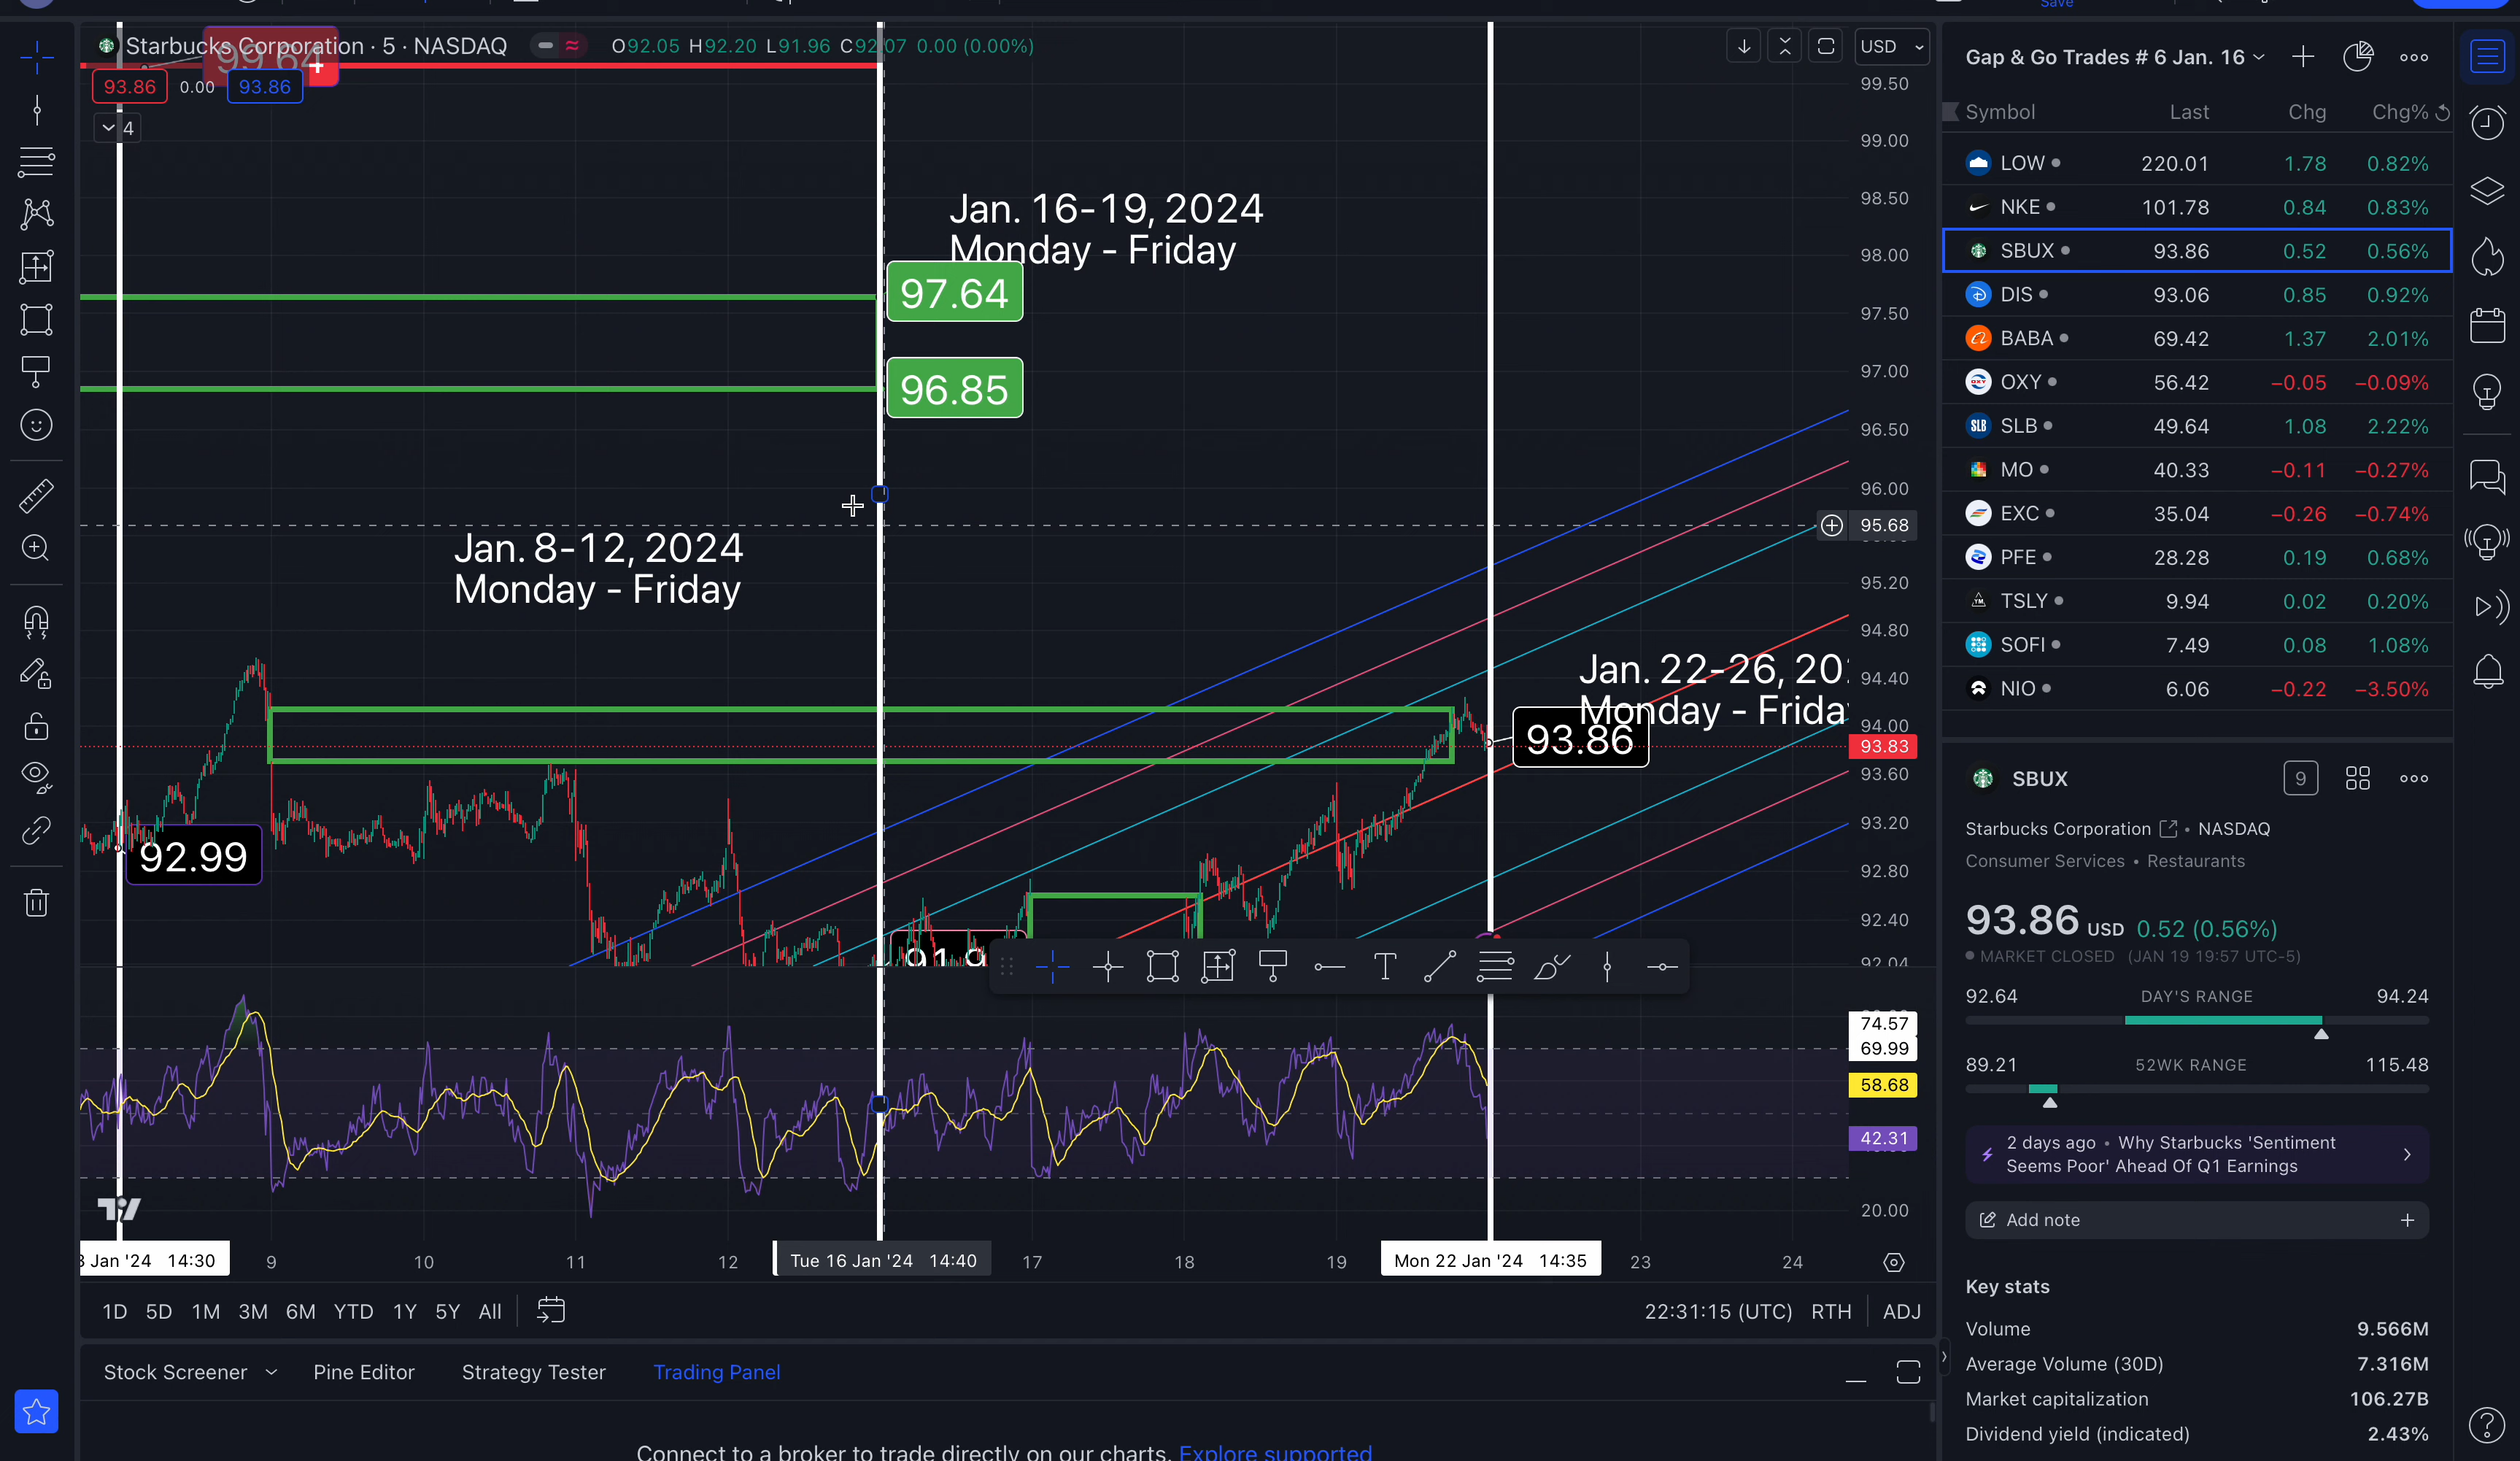 Save
Starbucks Corporation · 5 · NASDAQ
O92.05 H92.20 L91.96 C92.07 0.00 (0.00%)
USD
99.64
93.86 0.00 93.86
4
99.50
99.00
98.50
98.00
97.50
97.00
96.50
96.00
95.68
95.20
94.80
94.40
94.00
93.83
93.60
93.20
92.80
92.40
92.04
Jan. 16-19, 2024
Monday - Friday
97.64
96.85
Jan. 8-12, 2024
Monday - Friday
Jan. 22-26, 202
Monday - Friday
93.86
92.99
74.57
69.99
58.68
42.31
20.00
Jan '24 14:30
9
10
11
12
Tue 16 Jan '24 14:40
17
18
19
Mon 22 Jan '24 14:35
23
24
1D 5D 1M 3M 6M YTD 1Y 5Y All
22:31:15 (UTC) RTH ADJ
Stock Screener Pine Editor Strategy Tester Trading Panel
Connect to a broker to trade directly on our charts. Explore supported
Gap & Go Trades # 6 Jan. 16
Symbol Last Chg Chg%
LOW 220.01 1.78 0.82%
NKE 101.78 0.84 0.83%
SBUX 93.86 0.52 0.56%
DIS 93.06 0.85 0.92%
BABA 69.42 1.37 2.01%
OXY 56.42 −0.05 −0.09%
SLB 49.64 1.08 2.22%
MO 40.33 −0.11 −0.27%
EXC 35.04 −0.26 −0.74%
PFE 28.28 0.19 0.68%
TSLY 9.94 0.02 0.20%
SOFI 7.49 0.08 1.08%
NIO 6.06 −0.22 −3.50%
SBUX
9
Starbucks Corporation • NASDAQ
Consumer Services • Restaurants
93.86 USD 0.52 (0.56%)
MARKET CLOSED (JAN 19 19:57 UTC-5)
92.64 DAY'S RANGE 94.24
89.21 52WK RANGE 115.48
2 days ago • Why Starbucks 'Sentiment
Seems Poor' Ahead Of Q1 Earnings
Add note
Key stats
Volume 9.566M
Average Volume (30D) 7.316M
Market capitalization 106.27B
Dividend yield (indicated) 2.43%